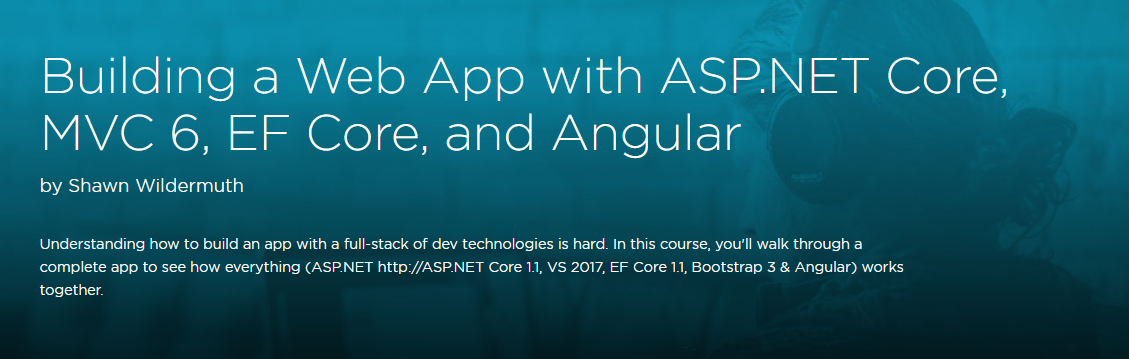 Building a Web App with ASP.NET Core,
MVC 6, EF Core, and Angular
by Shawn Wildermuth
Understanding how to build an app with a full-stack of dev technologies is hard. In this course, you'll walk through a
complete app to see how everything (ASP.NET http://ASP.NET Core 1.1, VS 2017, EF Core 1.1, Bootstrap 3 & Angular) works
together.